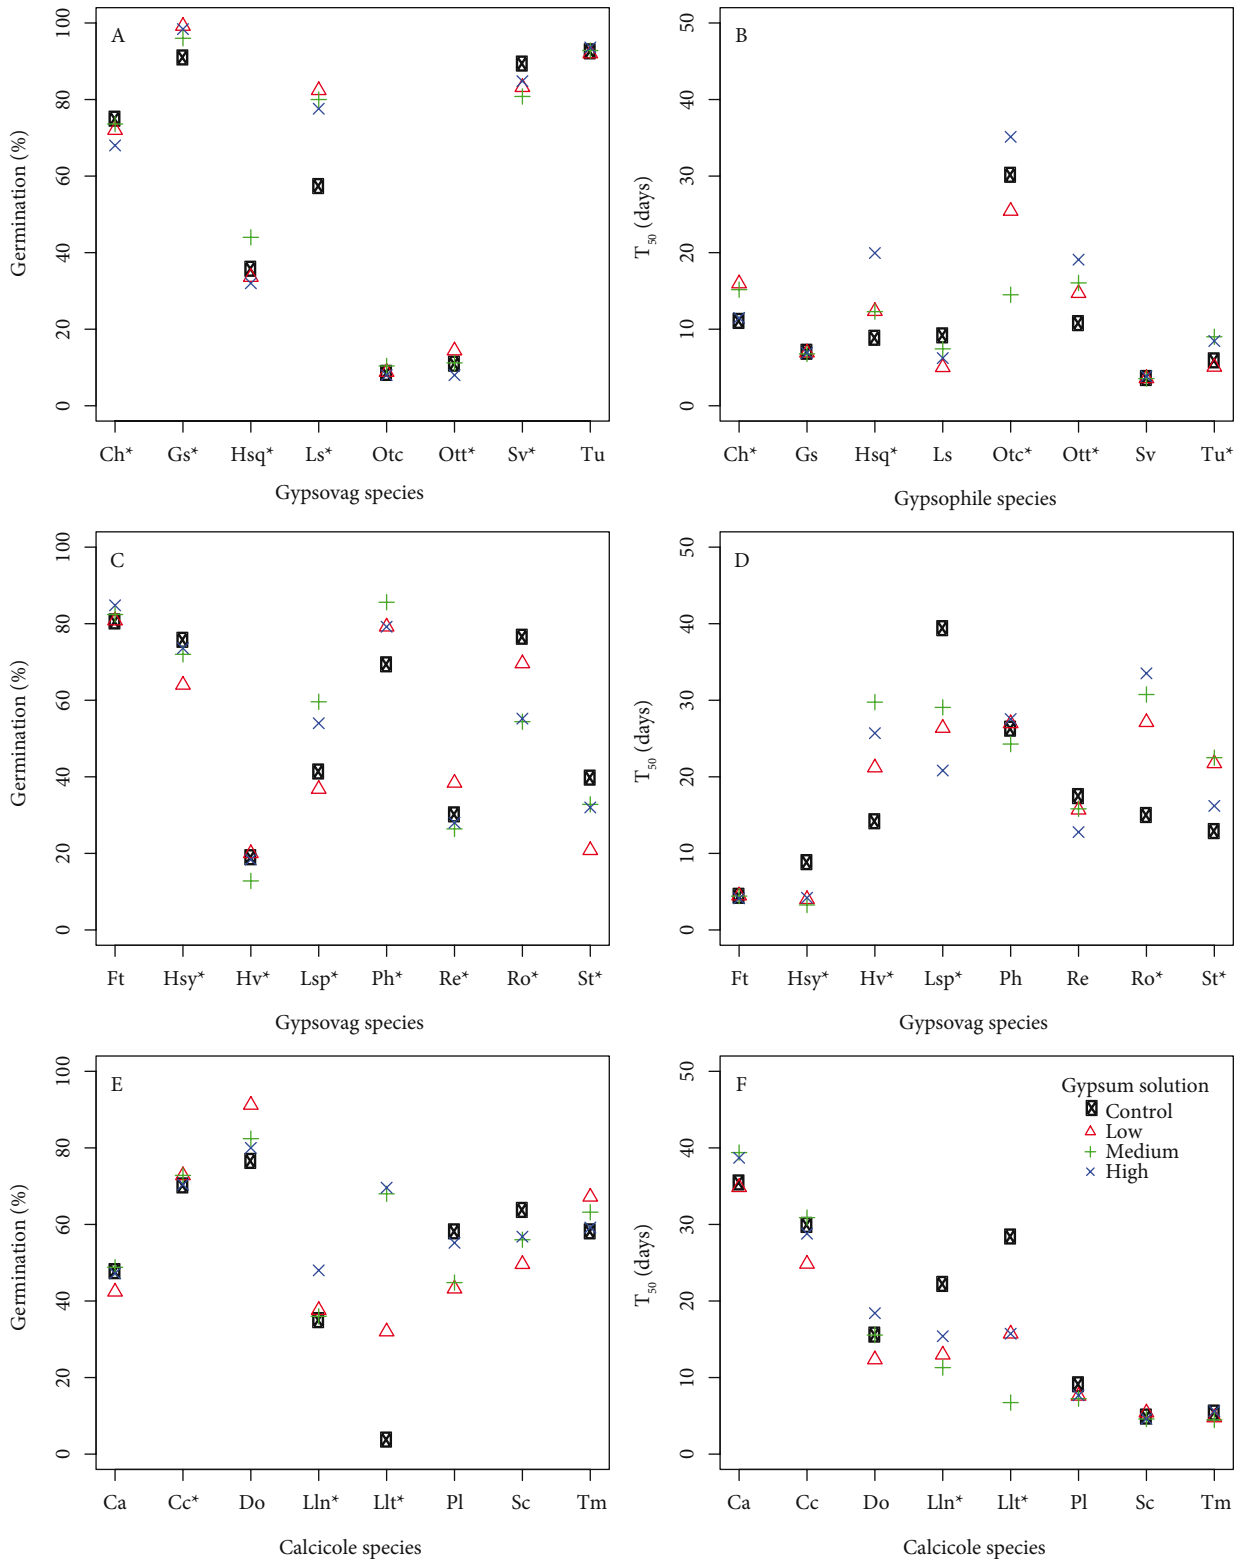 A
Germination (%)
0 20 40 60 80 100
Ch* Gs* Hsq* Ls* Otc Ott* Sv* Tu
Gypsovag species
B
T50 (days)
0 10 20 30 40 50
Ch* Gs Hsq* Ls Otc* Ott* Sv Tu*
Gypsophile species
C
Germination (%)
0 20 40 60 80 100
Ft Hsy* Hv* Lsp* Ph* Re* Ro* St*
Gypsovag species
D
T50 (days)
0 10 20 30 40 50
Ft Hsy* Hv* Lsp* Ph Re Ro* St*
Gypsovag species
E
Germination (%)
0 20 40 60 80 100
Ca Cc* Do Lln* Llt* Pl Sc Tm
Calcicole species
F
T50 (days)
0 10 20 30 40 50
Gypsum solution
Control
Low
Medium
High
Ca Cc Do Lln* Llt* Pl Sc Tm
Calcicole species